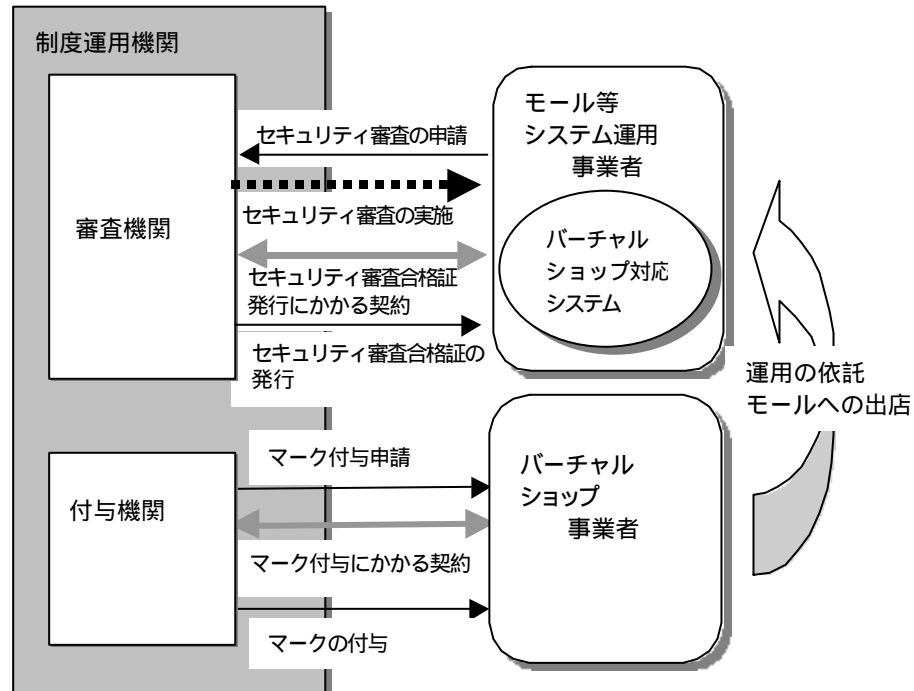 制度運用機関
審査機関
セキュリティ審査の申請
セキュリティ審査の実施
セキュリティ審査合格証
発行にかかる契約
セキュリティ審査合格証の
発行
モール等
システム運用
事業者
バーチャル
ショップ対応
システム
運用の依託
モールへの出店
付与機関
マーク付与申請
マーク付与にかかる契約
マークの付与
バーチャル
ショップ
事業者